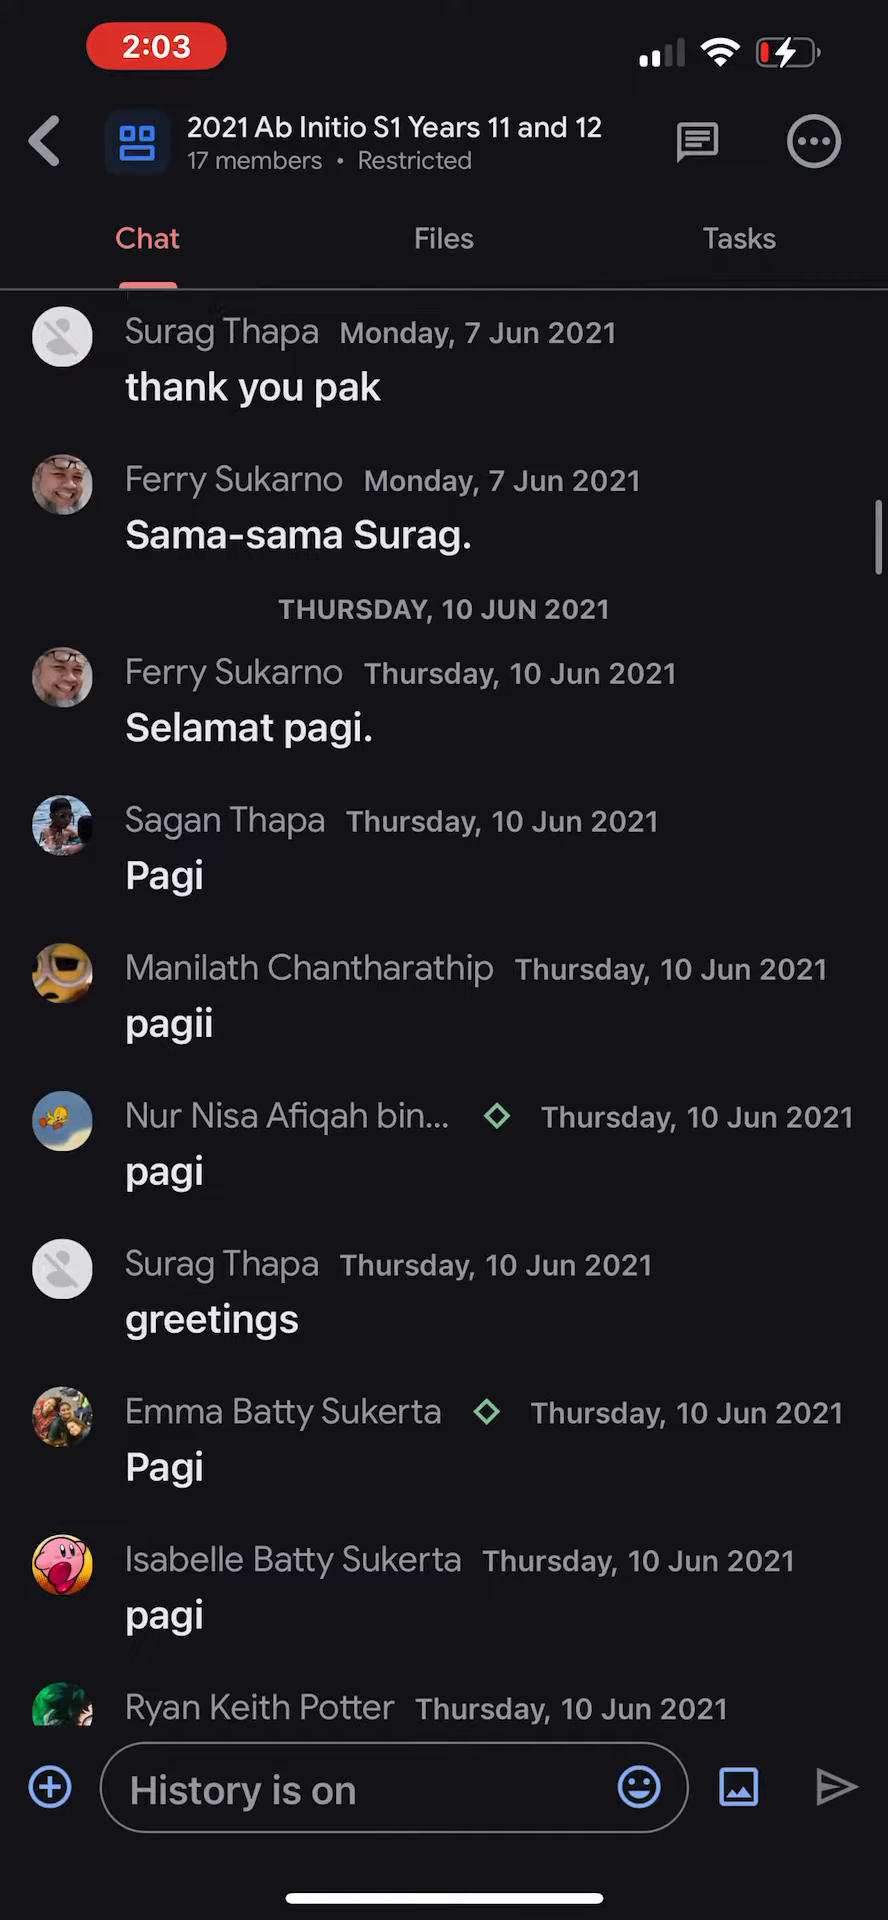 2:03
2021 Ab Initio S1 Years 11 and 12
17 members • Restricted
Chat Files Tasks
Surag Thapa Monday, 7 Jun 2021
thank you pak
Ferry Sukarno Monday, 7 Jun 2021
Sama-sama Surag.
THURSDAY, 10 JUN 2021
Ferry Sukarno Thursday, 10 Jun 2021
Selamat pagi.
Sagan Thapa Thursday, 10 Jun 2021
Pagi
Manilath Chantharathip Thursday, 10 Jun 2021
pagii
Nur Nisa Afiqah bin... Thursday, 10 Jun 2021
pagi
Surag Thapa Thursday, 10 Jun 2021
greetings
Emma Batty Sukerta Thursday, 10 Jun 2021
Pagi
Isabelle Batty Sukerta Thursday, 10 Jun 2021
pagi
Ryan Keith Potter Thursday, 10 Jun 2021
History is on